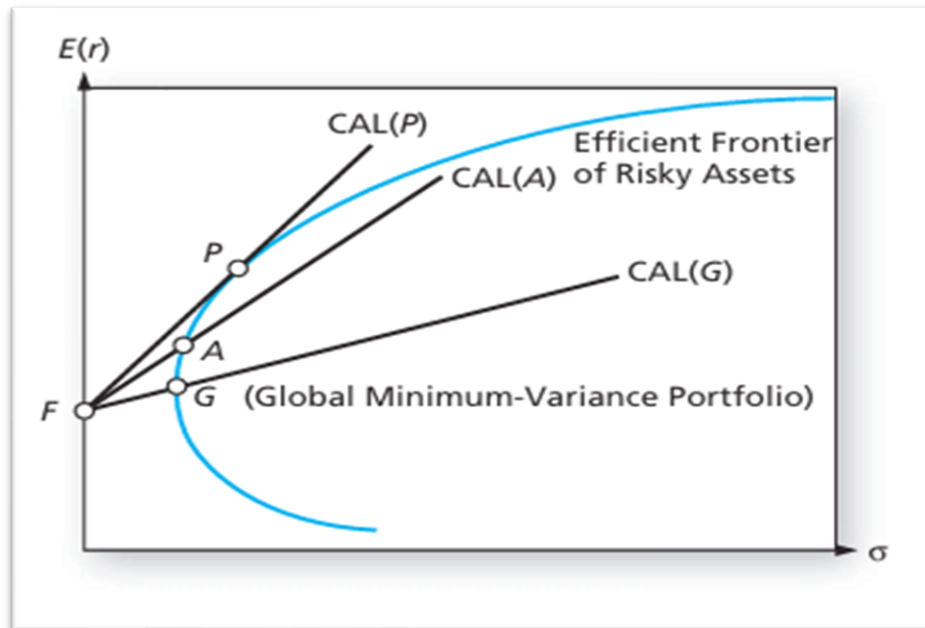 E(r)
CAL(P)
Efficient Frontier
CAL(A) of Risky Assets
P
CAL(G)
A
G (Global Minimum-Variance Portfolio)
F
σ